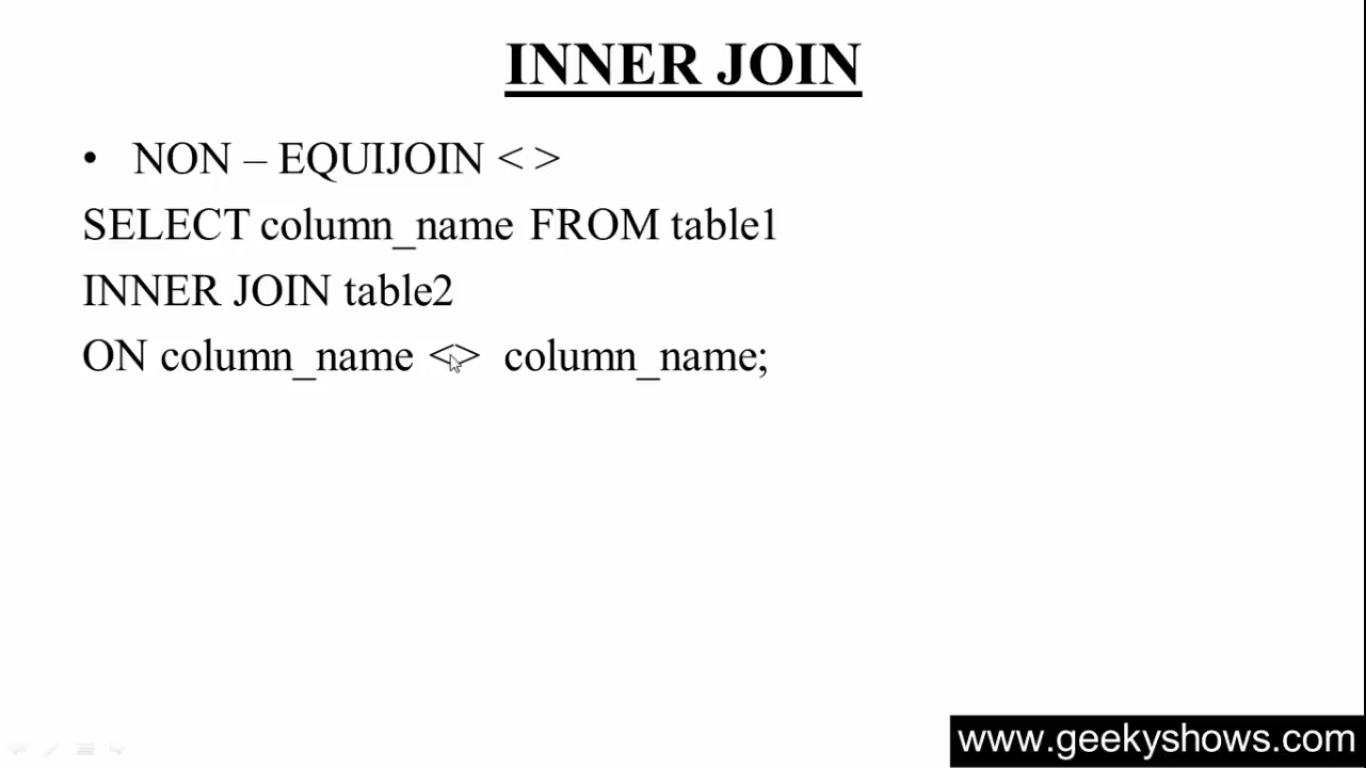 INNER JOIN
• NON – EQUIJOIN < >
SELECT column_name FROM table1
INNER JOIN table2
ON column_name <> column_name;
www.geekyshows.com